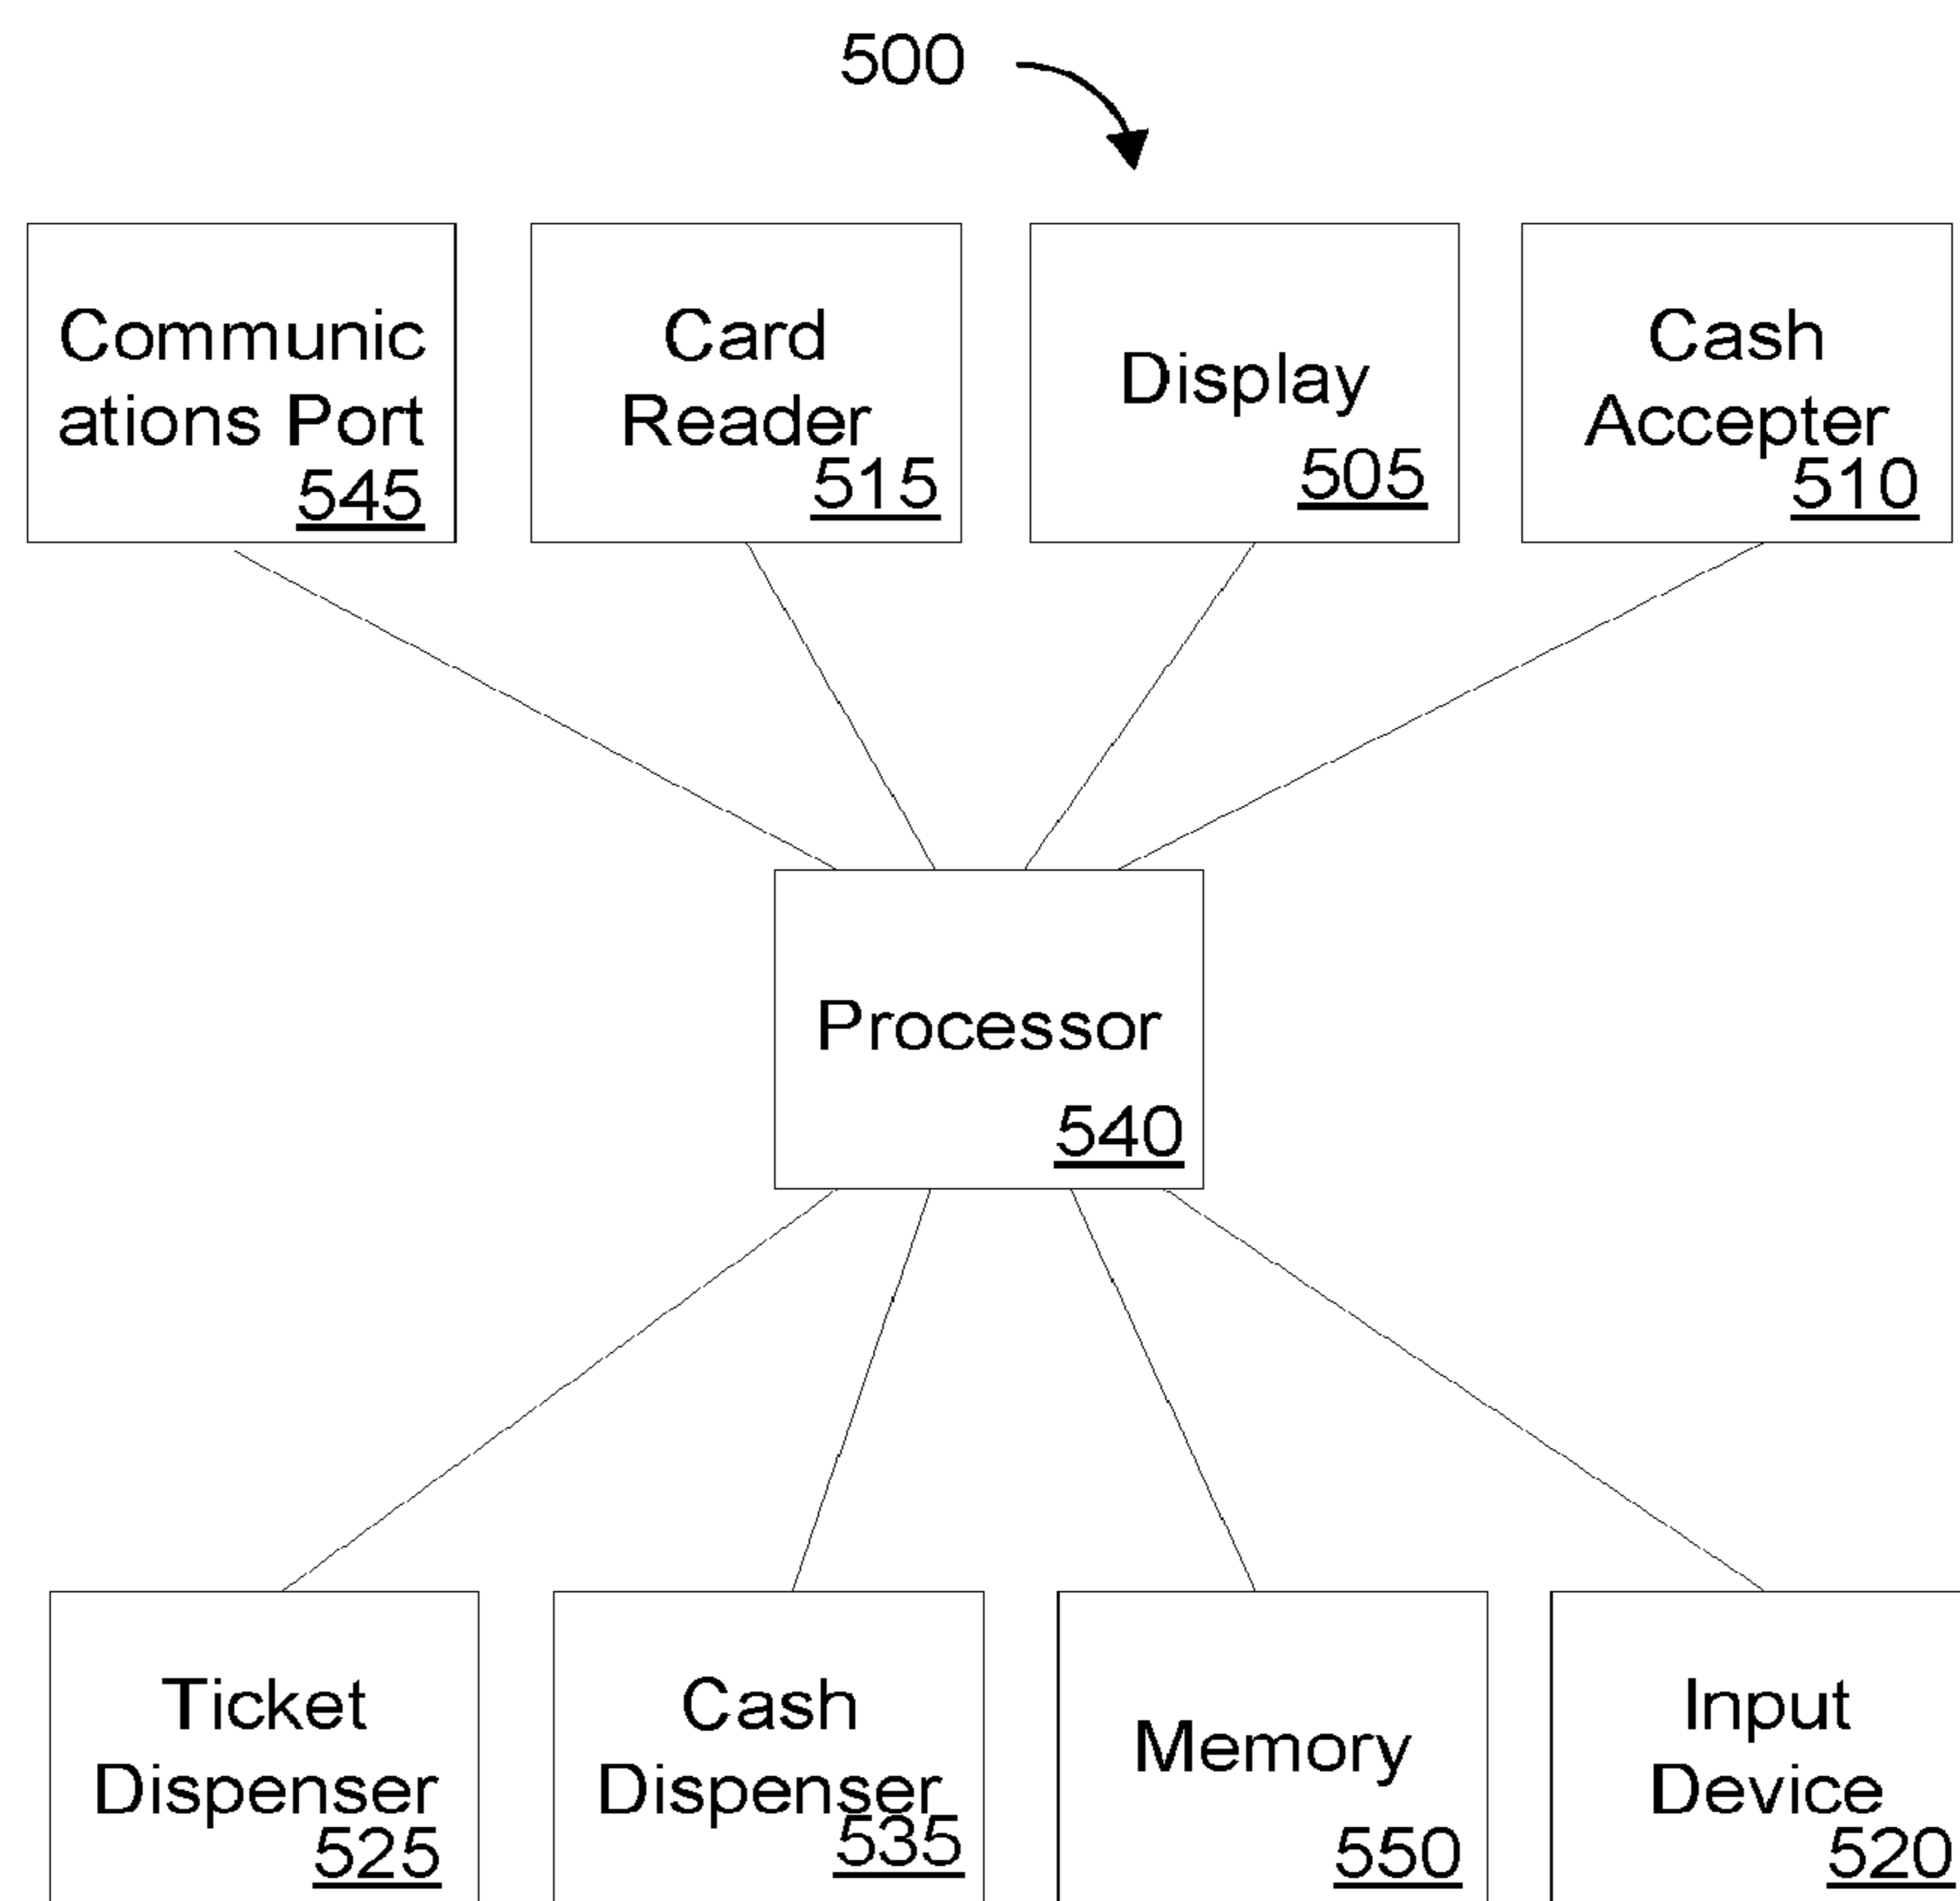 500
Communic
ations Port
545
Card
Reader
515
Display
505
Cash
Accepter
510
Processor
540
Ticket
Dispenser
525
Cash
Dispenser
535
Memory
550
Input
Device
520